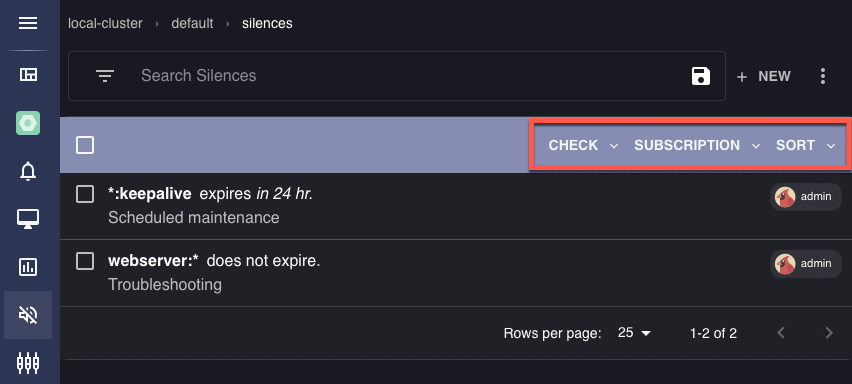 local-cluster › default › silences
Search Silences
+ NEW
CHECK SUBSCRIPTION SORT
*:keepalive expires in 24 hr. admin
Scheduled maintenance
webserver:* does not expire. admin
Troubleshooting
Rows per page: 25 1-2 of 2